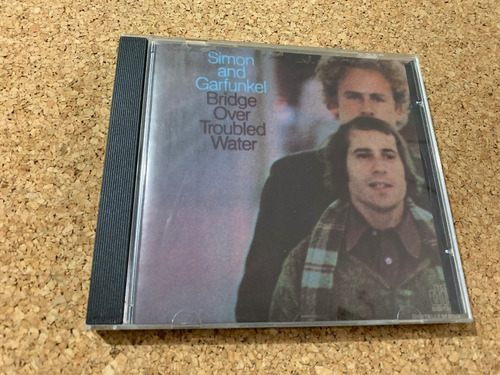 Simon
and
Garfunkel
Bridge
Over
Troubled
Water